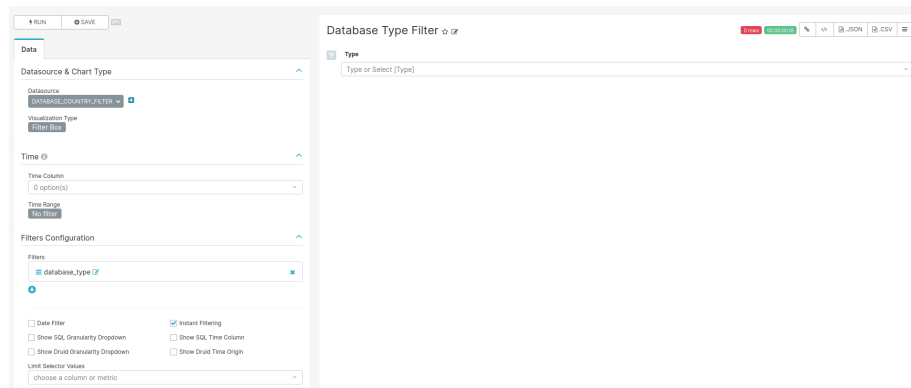 RUN
SAVE
Data
Datasource & Chart Type
Datasource
DATABASE_COUNTRY_FILTER
Visualization Type
Filter Box
Time
Time Column
0 option(s)
Time Range
No filter
Filters Configuration
Filters
database_type
Date Filter
Instant Filtering
Show SQL Granularity Dropdown
Show SQL Time Column
Show Druid Granularity Dropdown
Show Druid Time Origin
Limit Selector Values
choose a column or metric
Database Type Filter
0 rows
.JSON
.CSV
Type
Type or Select [Type]